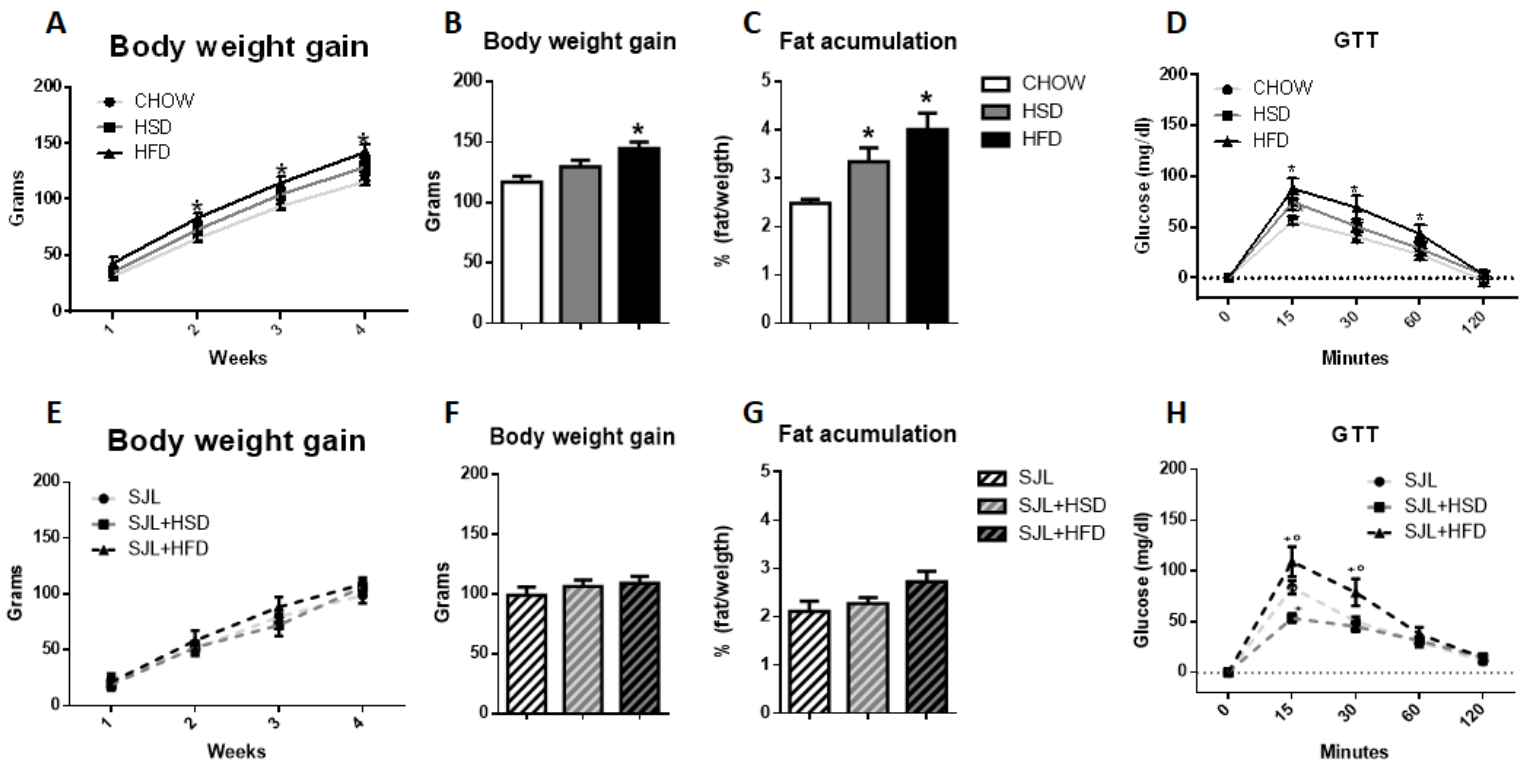 A
Body weight gain
200
150
100
50
0
Grams
CHOW
HSD
HFD
*
*
*
1
2
3
4
Weeks
B
Body weight gain
200
150
100
50
0
Grams
*
C
Fat acumulation
5
4
3
2
1
0
% (fat/weigth)
*
*
CHOW
HSD
HFD
D
GTT
200
150
100
50
0
Glucose (mg/dl)
CHOW
HSD
HFD
*
*
*
0
15
30
60
120
Minutes
E
Body weight gain
200
150
100
50
0
Grams
SJL
SJL+HSD
SJL+HFD
1
2
3
4
Weeks
F
Body weight gain
200
150
100
50
0
Grams
G
Fat acumulation
5
4
3
2
1
0
% (fat/weigth)
SJL
SJL+HSD
SJL+HFD
H
GTT
200
150
100
50
0
Glucose (mg/dl)
SJL
SJL+HSD
SJL+HFD
+°
+°
+
0
15
30
60
120
Minutes